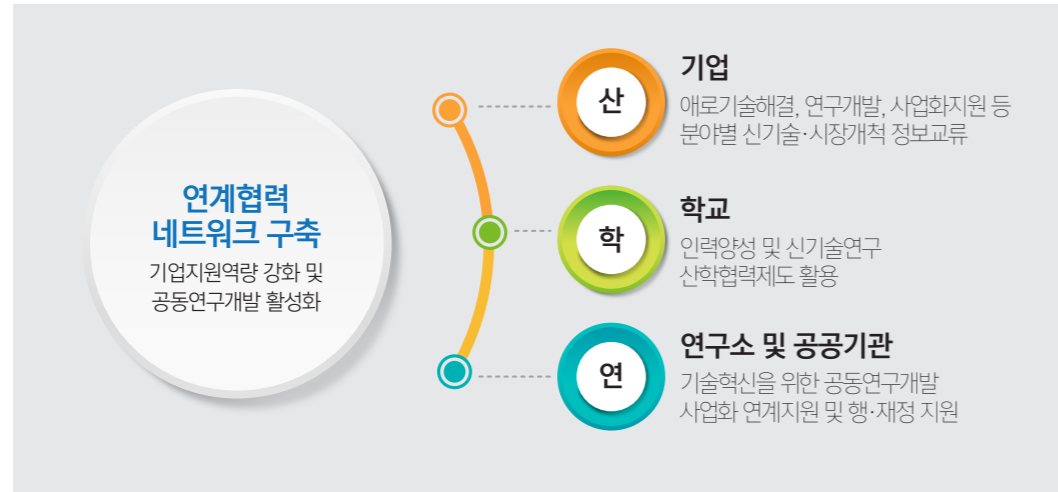 연계협력
네트워크 구축
기업지원역량 강화 및
공동연구개발 활성화
산
기업
애로기술해결, 연구개발, 사업화지원 등
분야별 신기술·시장개척 정보교류
학
학교
인력양성 및 신기술연구
산학협력제도 활용
연
연구소 및 공공기관
기술혁신을 위한 공동연구개발
사업화 연계지원 및 행·재정 지원